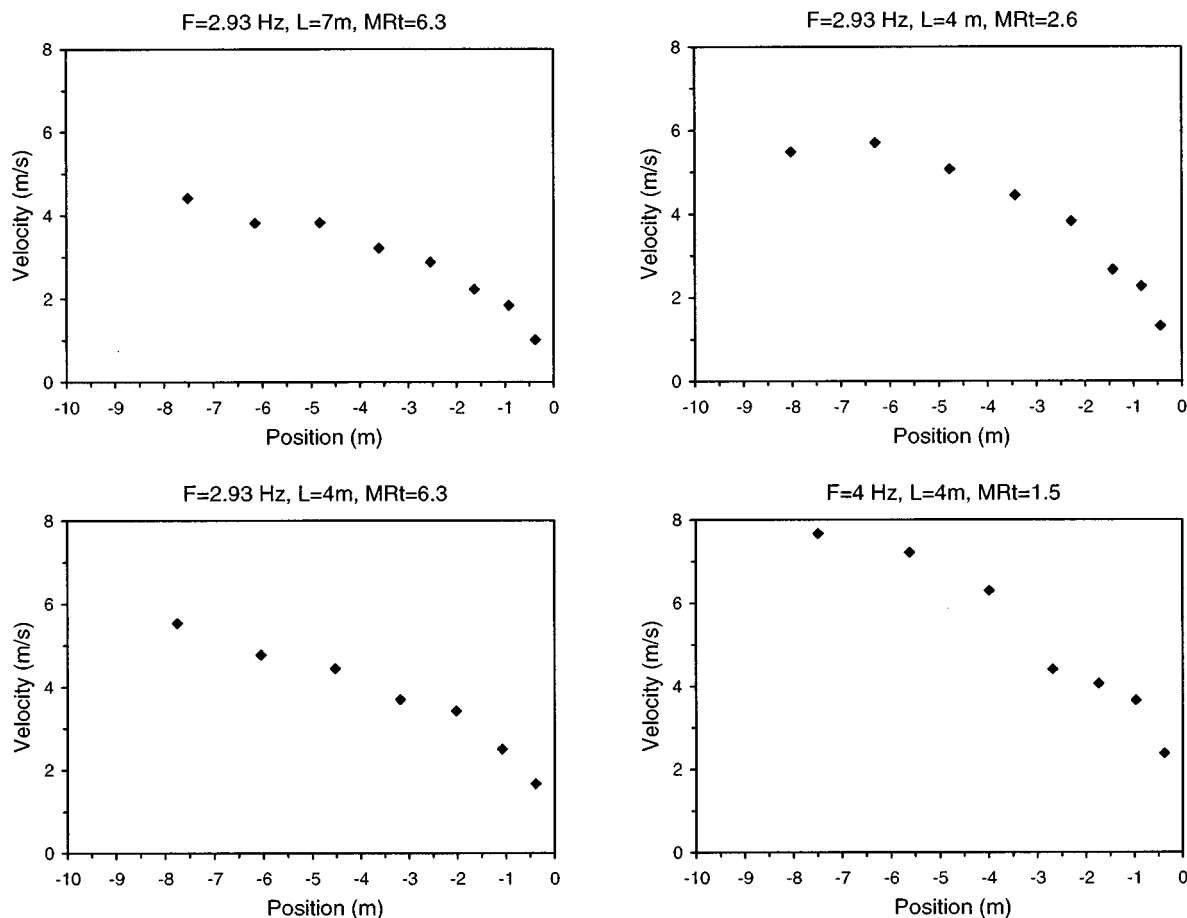 F=2.93 Hz, L=7m, MRt=6.3
8
6
4
2
0
Velocity (m/s)
-10 -9 -8 -7 -6 -5 -4 -3 -2 -1 0
Position (m)
F=2.93 Hz, L=4 m, MRt=2.6
8
6
4
2
0
Velocity (m/s)
-10 -9 -8 -7 -6 -5 -4 -3 -2 -1 0
Position (m)
F=2.93 Hz, L=4m, MRt=6.3
8
6
4
2
0
Velocity (m/s)
-10 -9 -8 -7 -6 -5 -4 -3 -2 -1 0
Position (m)
F=4 Hz, L=4m, MRt=1.5
8
6
4
2
0
Velocity (m/s)
-10 -9 -8 -7 -6 -5 -4 -3 -2 -1 0
Position (m)